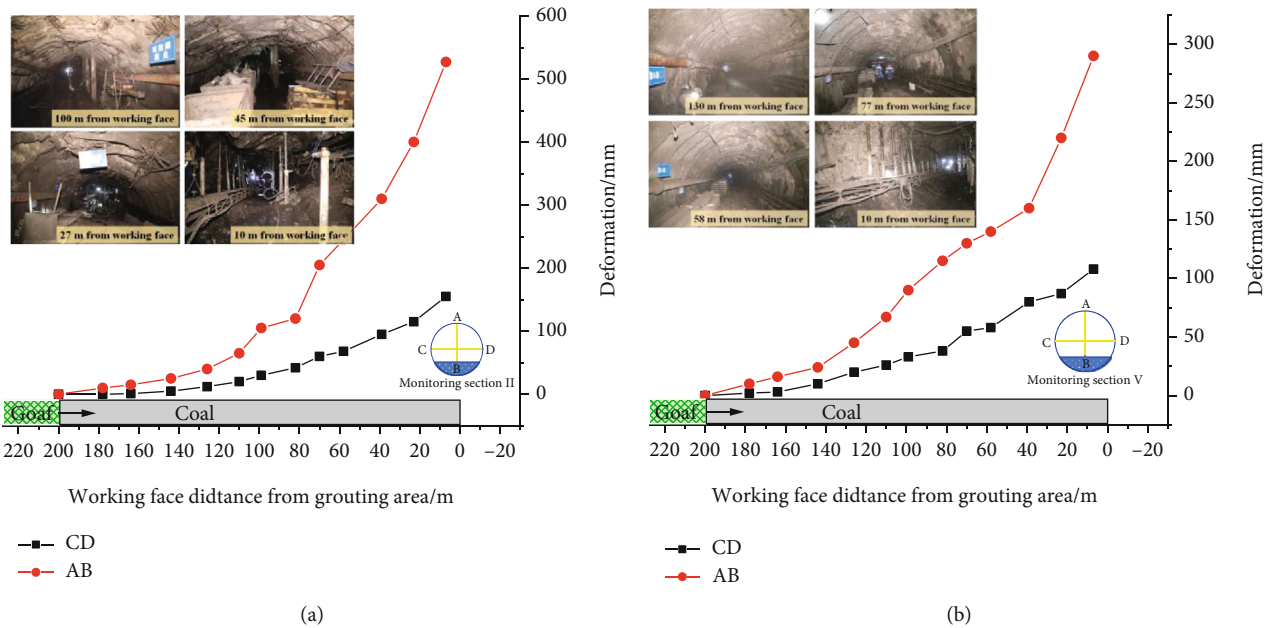 100 m from working face
45 m from working face
27 m from working face
10 m from working face
600
500
400
300
200
100
0
Deformation/mm
A
C
D
B
Monitoring section II
Goaf
Coal
220 200 180 160 140 120 100 80 60 40 20 0 −20
Working face didtance from grouting area/m
CD
AB
(a)
130 m from working face
77 m from working face
58 m from working face
10 m from working face
300
250
200
150
100
50
0
Deformation/mm
A
C
D
B
Monitoring section V
Goaf
Coal
220 200 180 160 140 120 100 80 60 40 20 0 −20
Working face didtance from grouting area/m
CD
AB
(b)